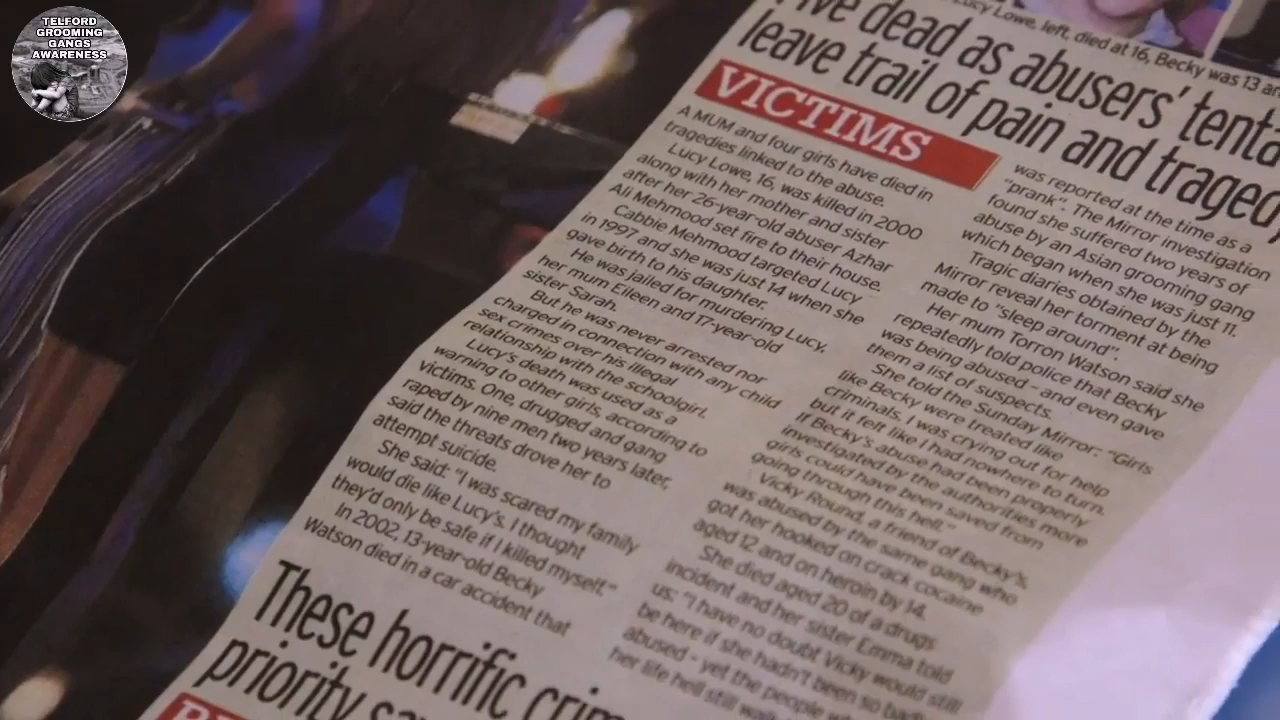 TELFORD
GROOMING
GANGS
AWARENESS
Lucy Lowe, left, died at 16, Becky was 13 an
dead as abusers' tenta
leave trail of pain and traged
VICTIMS
A MUM and four girls have died in
tragedies linked to the abuse.
Lucy Lowe, 16, was killed in 2000
along with her mother and sister
after her 26-year-old abuser Azhar
Ali Mehmood set fire to their house.
Cabbie Mehmood targeted Lucy
in 1997 and she was just 14 when she
gave birth to his daughter.
He was jailed for murdering Lucy,
her mum Eileen and 17-year-old
sister Sarah.
But he was never arrested nor
charged in connection with any child
sex crimes over his illegal
relationship with the schoolgirl.
Lucy's death was used as a
warning to other girls, according to
victims. One, drugged and gang
raped by nine men two years later,
said the threats drove her to
attempt suicide.
She said: "I was scared my family
would die like Lucy's. I thought
they'd only be safe if I killed myself."
In 2002, 13-year-old Becky
Watson died in a car accident that
was reported at the time as a
"prank". The Mirror investigation
found she suffered two years of
abuse by an Asian grooming gang
which began when she was just 11.
Tragic diaries obtained by the
Mirror reveal her torment at being
made to "sleep around".
Her mum Torron Watson said she
repeatedly told police that Becky
was being abused – and even gave
them a list of suspects.
She told the Sunday Mirror: "Girls
like Becky were treated like
criminals. I was crying out for help
but it felt like I had nowhere to turn.
If Becky's abuse had been properly
investigated by the authorities more
girls could have been saved from
going through this hell."
Vicky Round, a friend of Becky's,
was abused by the same gang who
got her hooked on crack cocaine
aged 12 and on heroin by 14.
She died aged 20 of a drugs
incident and her sister Emma told
us: "I have no doubt Vicky would still
be here if she hadn't been so badly
abused – yet the people w
her life hell still walk
These horrific crim
priority sa